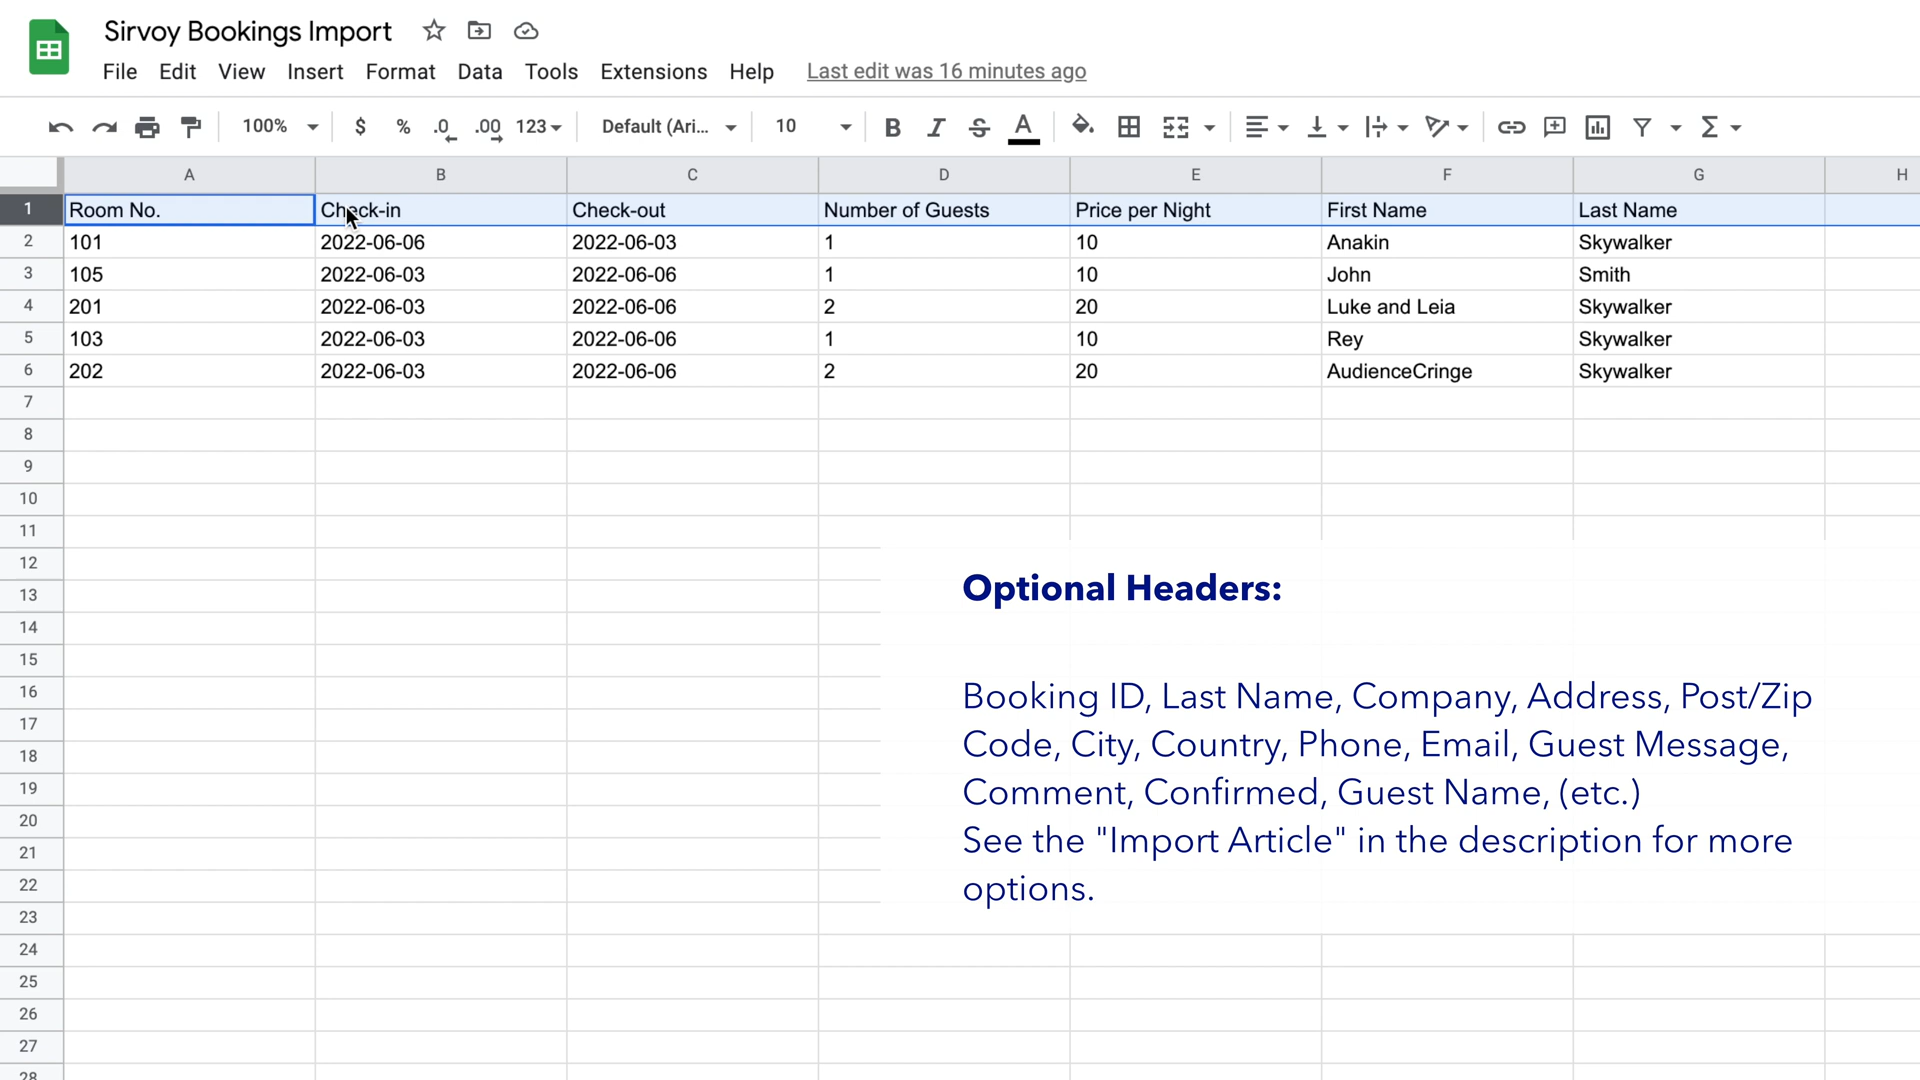 Sirvoy Bookings Import
File Edit View Insert Format Data Tools Extensions Help Last edit was 16 minutes ago
100% $ % .0 .00 123 Default (Ari... 10 B I S A
A B C D E F G H
1 Room No. Check-in Check-out Number of Guests Price per Night First Name Last Name
2 101 2022-06-06 2022-06-03 1 10 Anakin Skywalker
3 105 2022-06-03 2022-06-06 1 10 John Smith
4 201 2022-06-03 2022-06-06 2 20 Luke and Leia Skywalker
5 103 2022-06-03 2022-06-06 1 10 Rey Skywalker
6 202 2022-06-03 2022-06-06 2 20 AudienceCringe Skywalker
7
8
9
10
11
12
13
14
15
16
17
18
19
20
21
22
23
24
25
26
27
28
Optional Headers:
Booking ID, Last Name, Company, Address, Post/Zip
Code, City, Country, Phone, Email, Guest Message,
Comment, Confirmed, Guest Name, (etc.)
See the "Import Article" in the description for more
options.